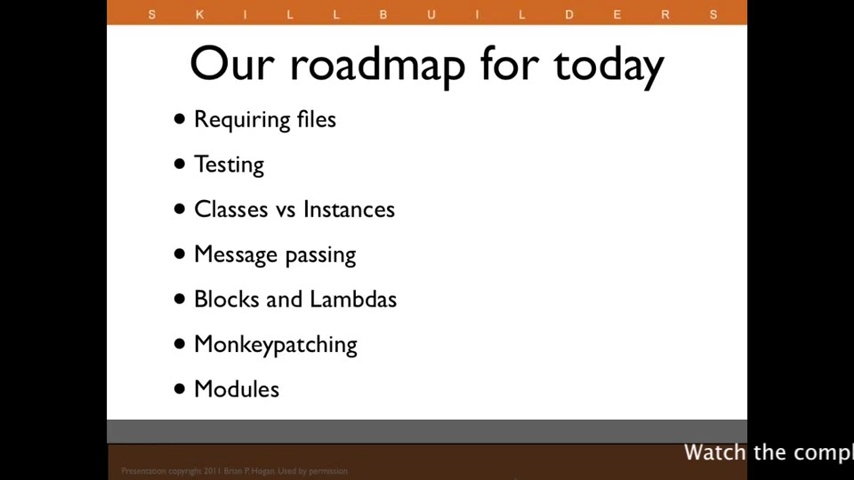 SKILLBUILDERS
Our roadmap for today
• Requiring files
• Testing
• Classes vs Instances
• Message passing
• Blocks and Lambdas
• Monkeypatching
• Modules
Watch the compl
Presentation copyright 2011 Brian P. Hogan. Used by permission